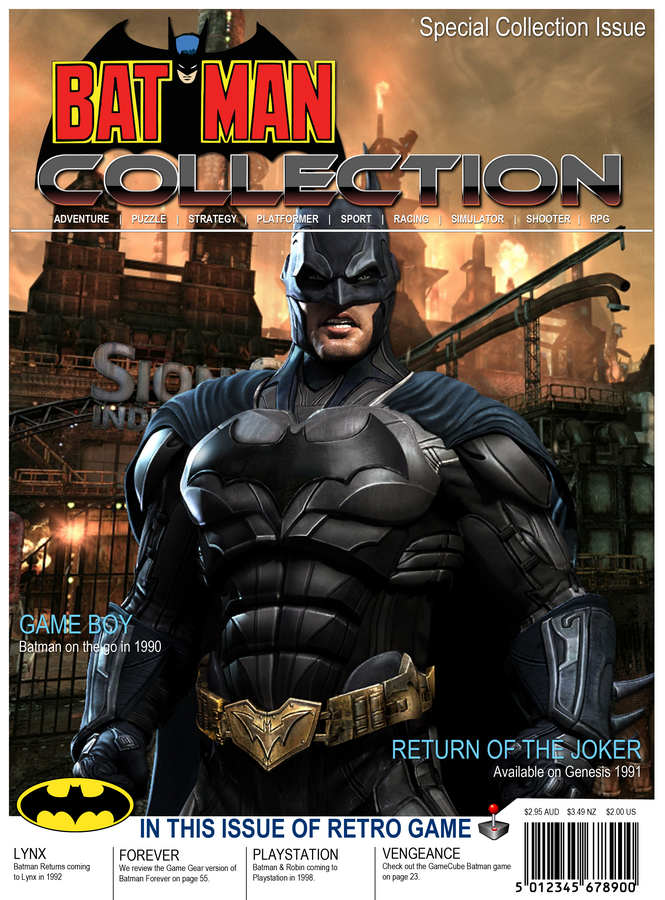 Special Collection Issue
BATMAN
COLLECTION
ADVENTURE | PUZZLE | STRATEGY | PLATFORMER | SPORT | RACING | SIMULATOR | SHOOTER | RPG
SION
IND
GAME BOY
Batman on the go in 1990
RETURN OF THE JOKER
Available on Genesis 1991
IN THIS ISSUE OF RETRO GAME
$2.95 AUD $3.49 NZ $2.00 US
LYNX
Batman Returns coming
to Lynx in 1992
FOREVER
We review the Game Gear version of
Batman Forever on page 55.
PLAYSTATION
Batman & Robin coming to
Playstation in 1998.
VENGEANCE
Check out the GameCube Batman game
on page 23.
5 012345 678900